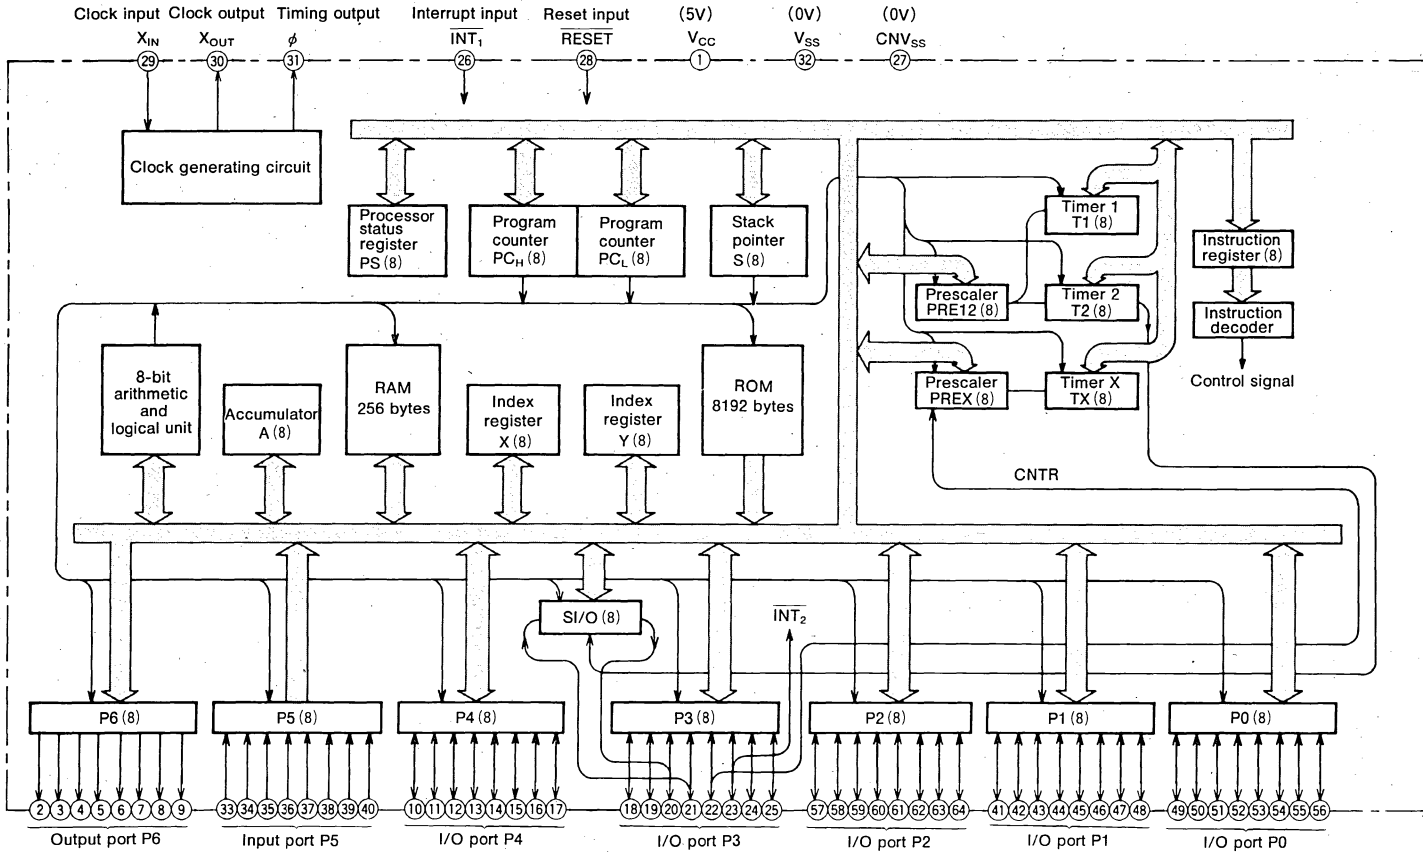 Clock input Clock output Timing output Interrupt input Reset input (5V) (0V) (0V)
XIN XOUT φ INT1 RESET VCC VSS CNVSS
29 30 31 26 28 1 32 27
Clock generating circuit
Processor
status
register
PS (8)
Program
counter
PCH (8)
Program
counter
PCL (8)
Stack
pointer
S (8)
Timer 1
T1 (8)
Prescaler
PRE12 (8)
Timer 2
T2 (8)
Prescaler
PREX (8)
Timer X
TX (8)
Instruction
register (8)
Instruction
decoder
Control signal
8-bit
arithmetic
and
logical unit
Accumulator
A (8)
RAM
256 bytes
Index
register
X (8)
Index
register
Y (8)
ROM
8192 bytes
CNTR
SI/O (8)
INT2
P6 (8) P5 (8) P4 (8) P3 (8) P2 (8) P1 (8) P0 (8)
2 3 4 5 6 7 8 9 33 34 35 36 37 38 39 40 10 11 12 13 14 15 16 17 18 19 20 21 22 23 24 25 57 58 59 60 61 62 63 64 41 42 43 44 45 46 47 48 49 50 51 52 53 54 55 56
Output port P6 Input port P5 I/O port P4 I/O port P3 I/O port P2 I/O port P1 I/O port P0